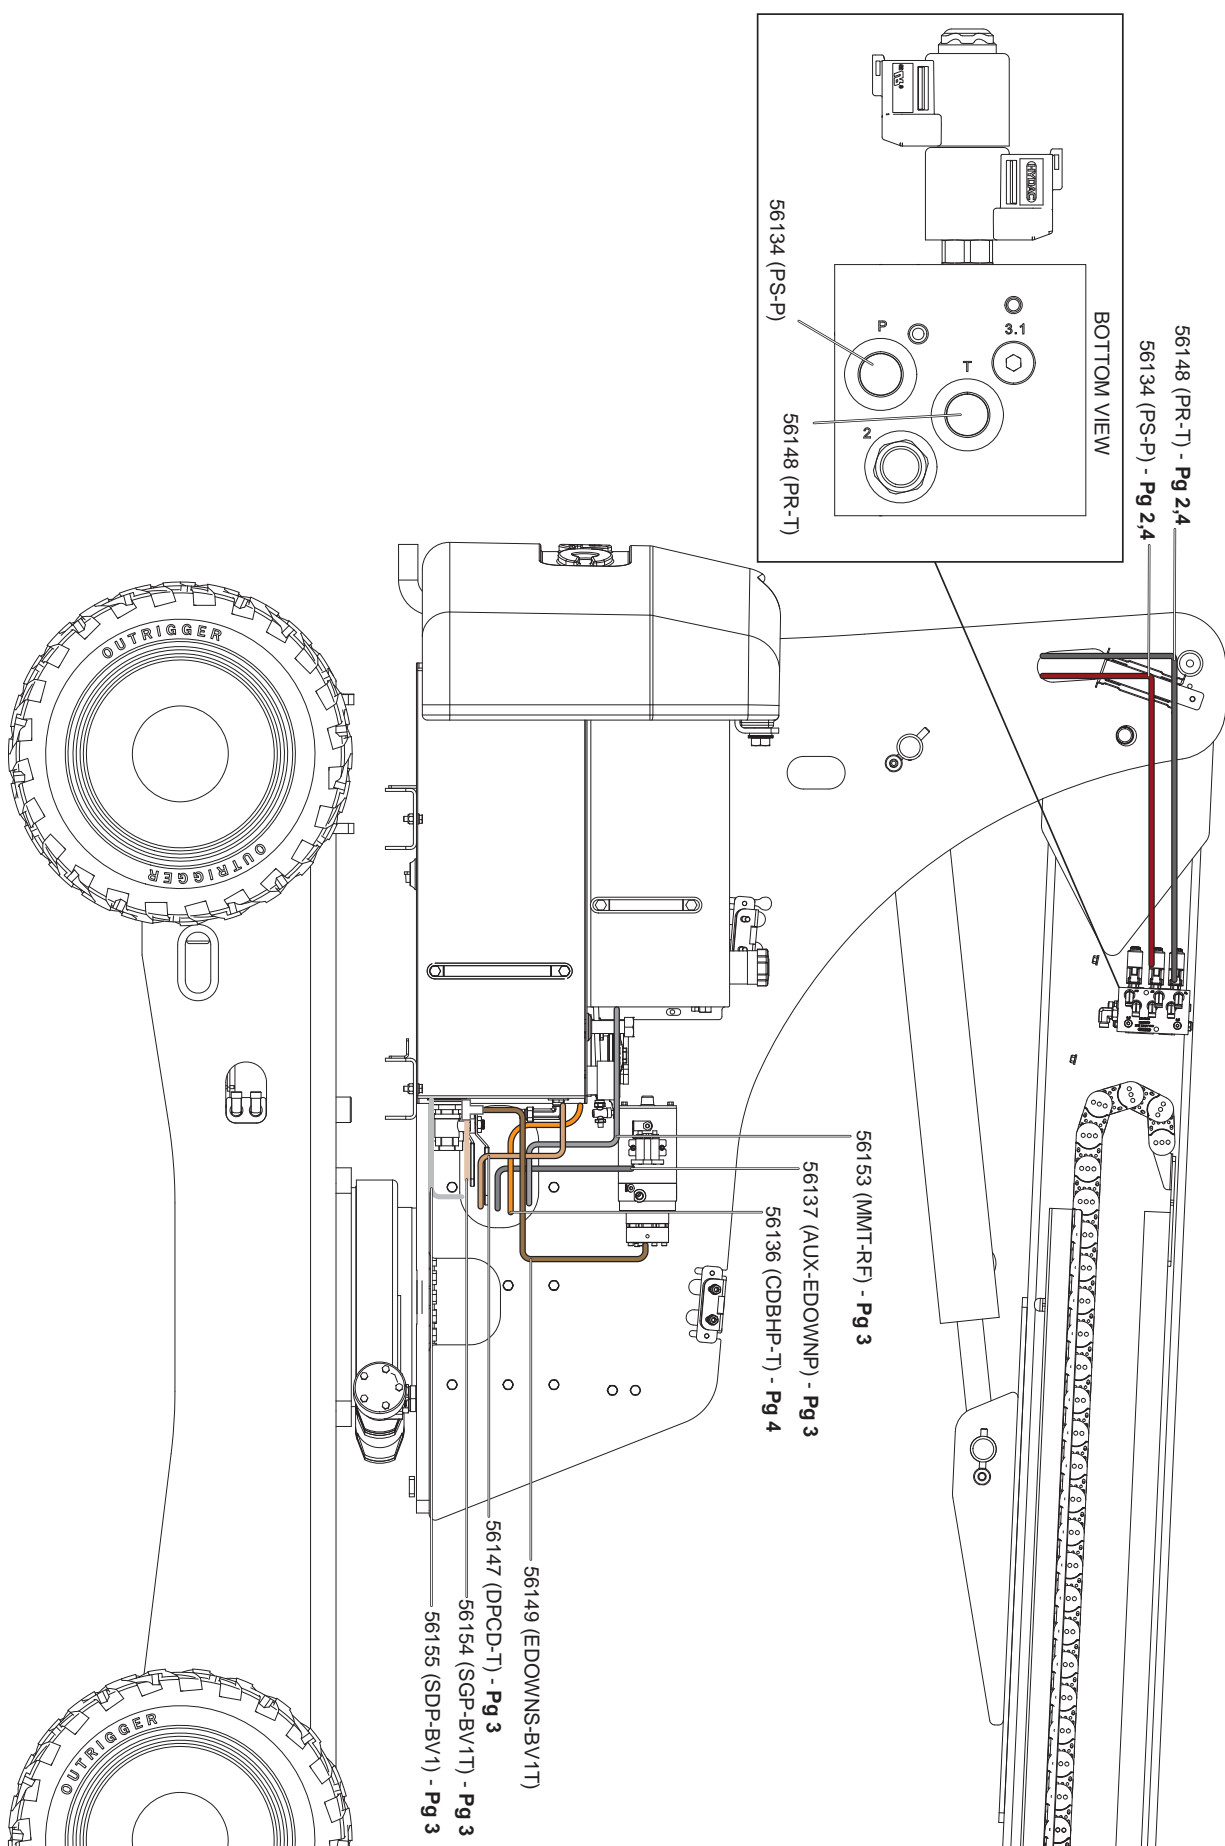 BOTTOM VIEW
HYDAC
3.1
P
T
2
56134 (PS-P)
56148 (PR-T)
56148 (PR-T) - Pg 2,4
56134 (PS-P) - Pg 2,4
56153 (MMT-RF) - Pg 3
56137 (AUX-EDOWNP) - Pg 3
56136 (CDBHP-T) - Pg 4
56149 (EDOWNS-BV1T)
56147 (DPCD-T) - Pg 3
56154 (SGP-BV1T) - Pg 3
56155 (SDP-BV1) - Pg 3
OUTRIGGER
OUTRIGGER
OUTRIGGER